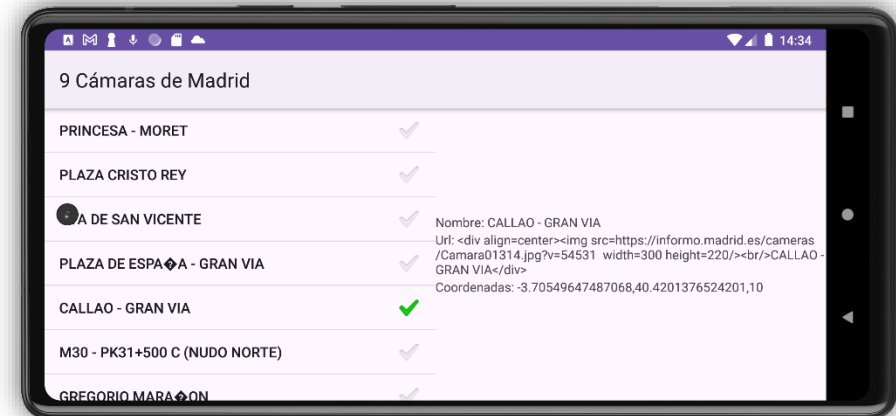 14:34
9 Cámaras de Madrid
PRINCESA - MORET
PLAZA CRISTO REY
A DE SAN VICENTE
PLAZA DE ESPA�A - GRAN VIA
CALLAO - GRAN VIA
M30 - PK31+500 C (NUDO NORTE)
GREGORIO MARA�ON
Nombre: CALLAO - GRAN VIA
Url: <div align=center><img src=https://informo.madrid.es/cameras
/Camara01314.jpg?v=54531 width=300 height=220/><br/>CALLAO -
GRAN VIA</div>
Coordenadas: -3.70549647487068,40.4201376524201,10